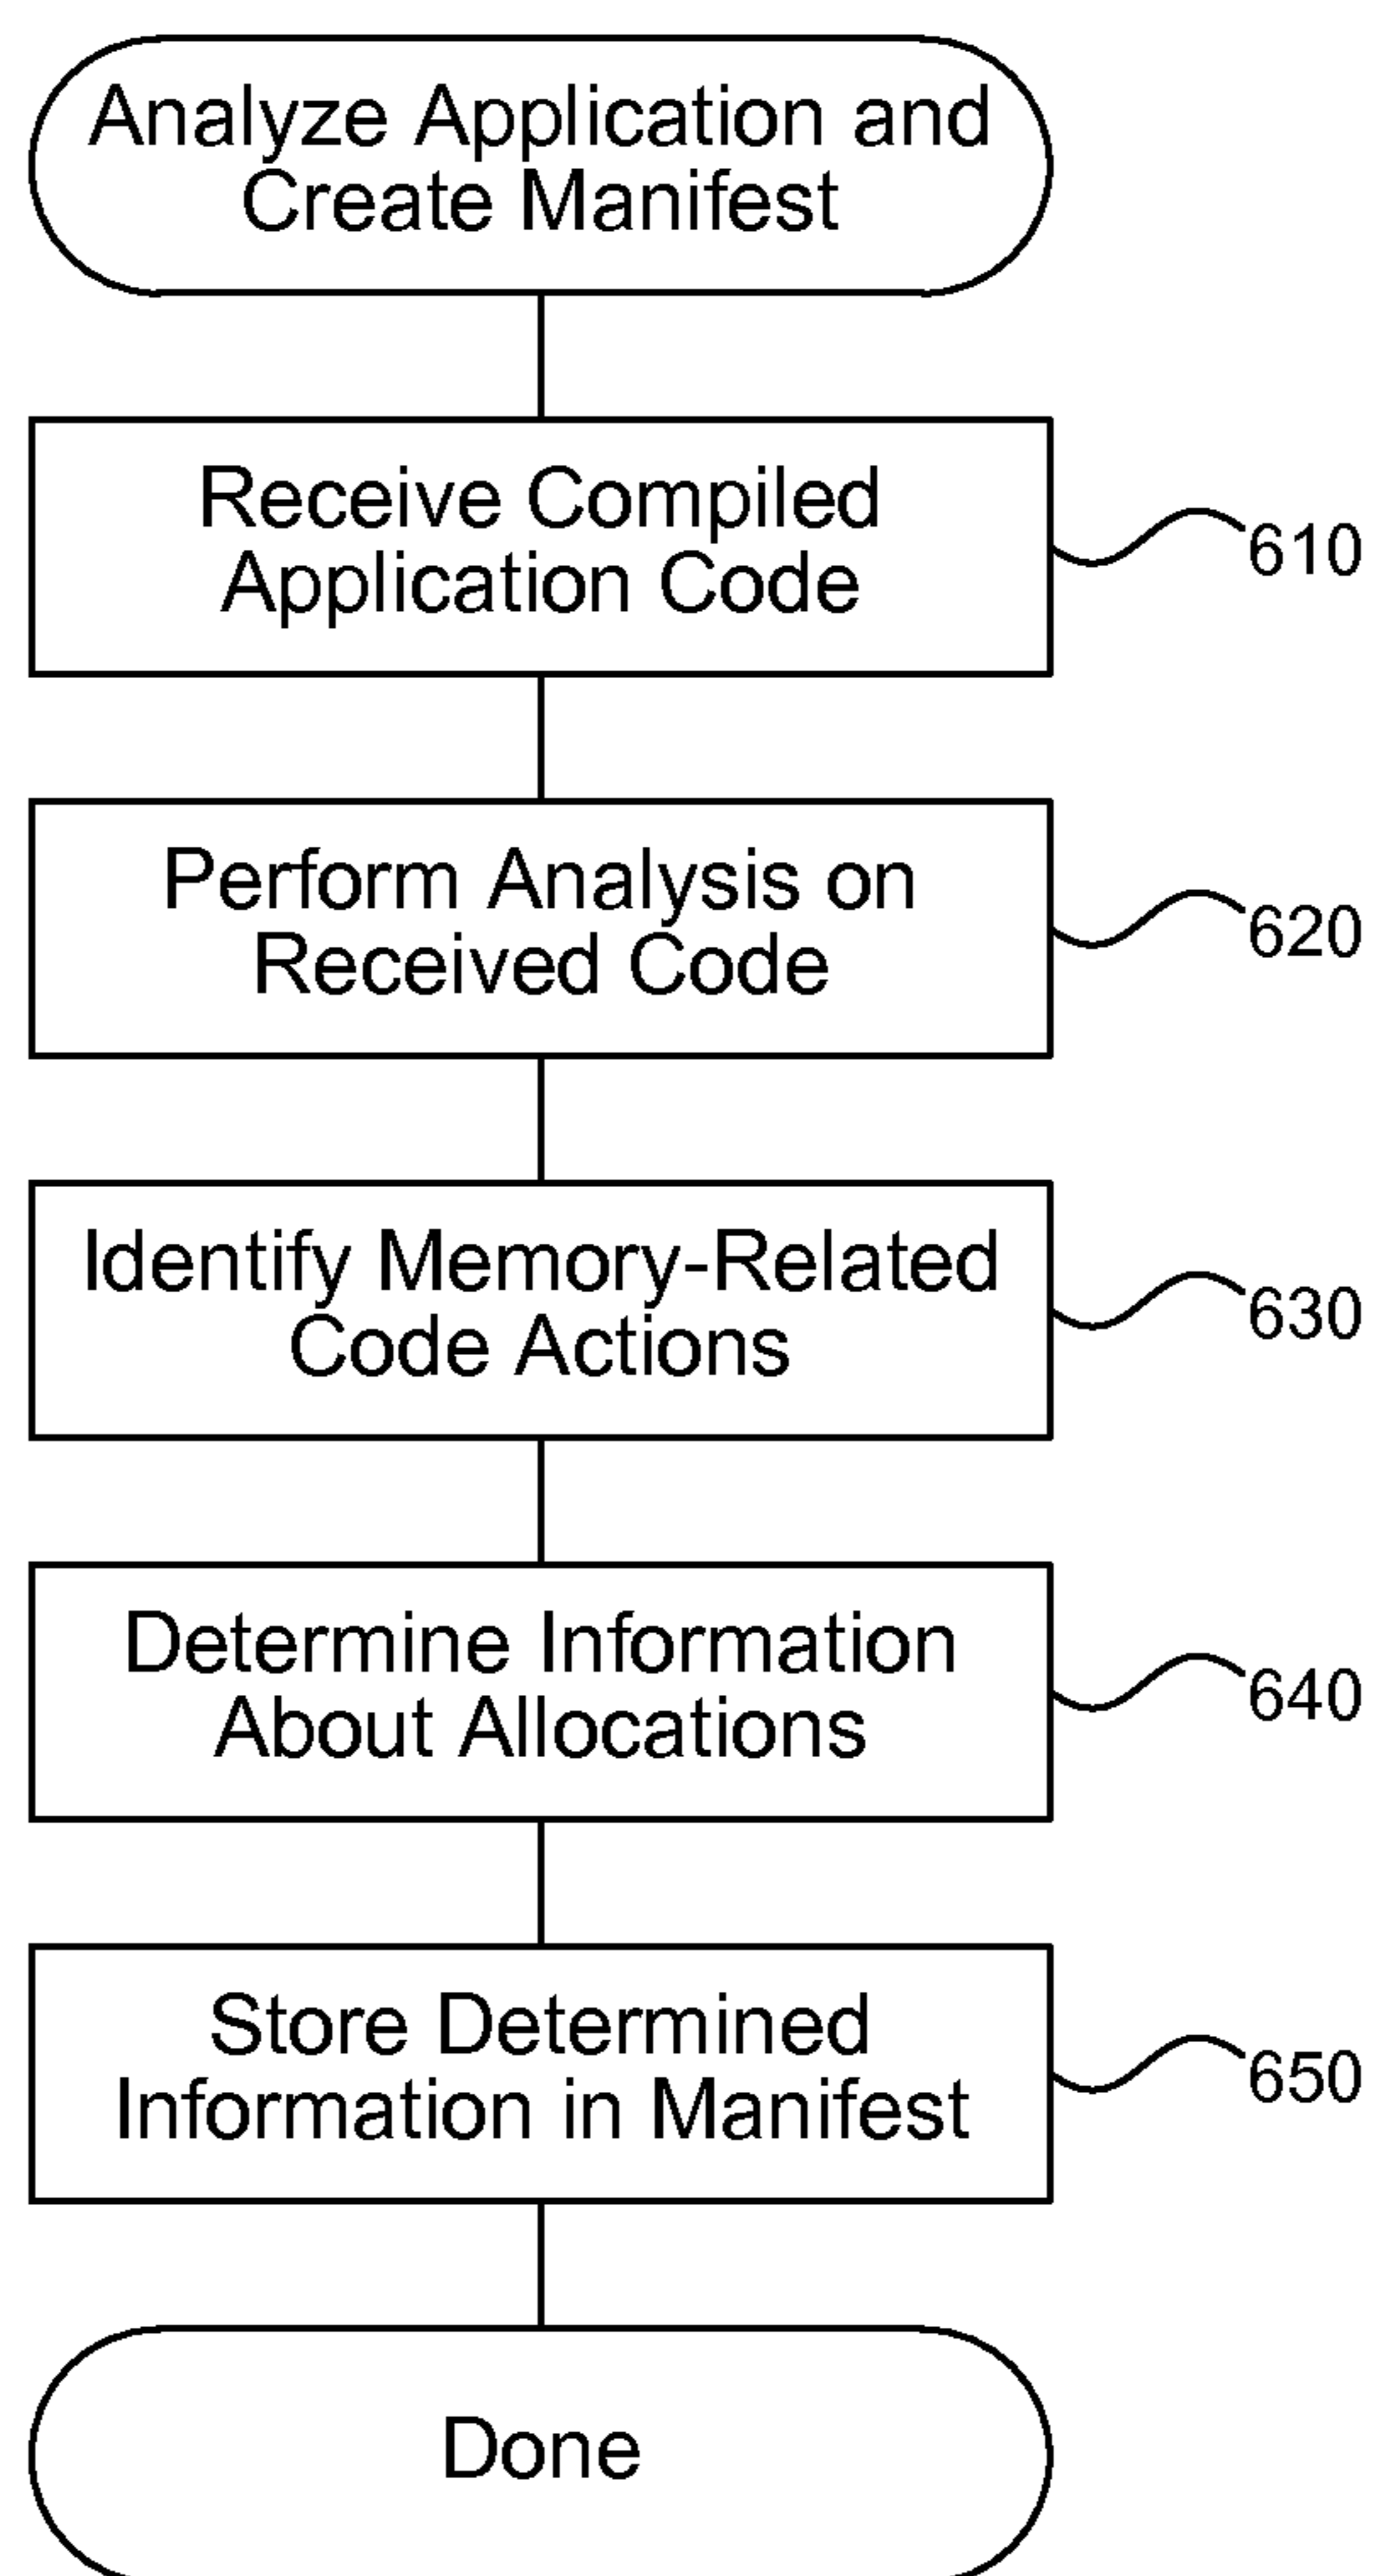 Analyze Application and
Create Manifest
Receive Compiled
Application Code
610
Perform Analysis on
Received Code
620
Identify Memory-Related
Code Actions
630
Determine Information
About Allocations
640
Store Determined
Information in Manifest
650
Done